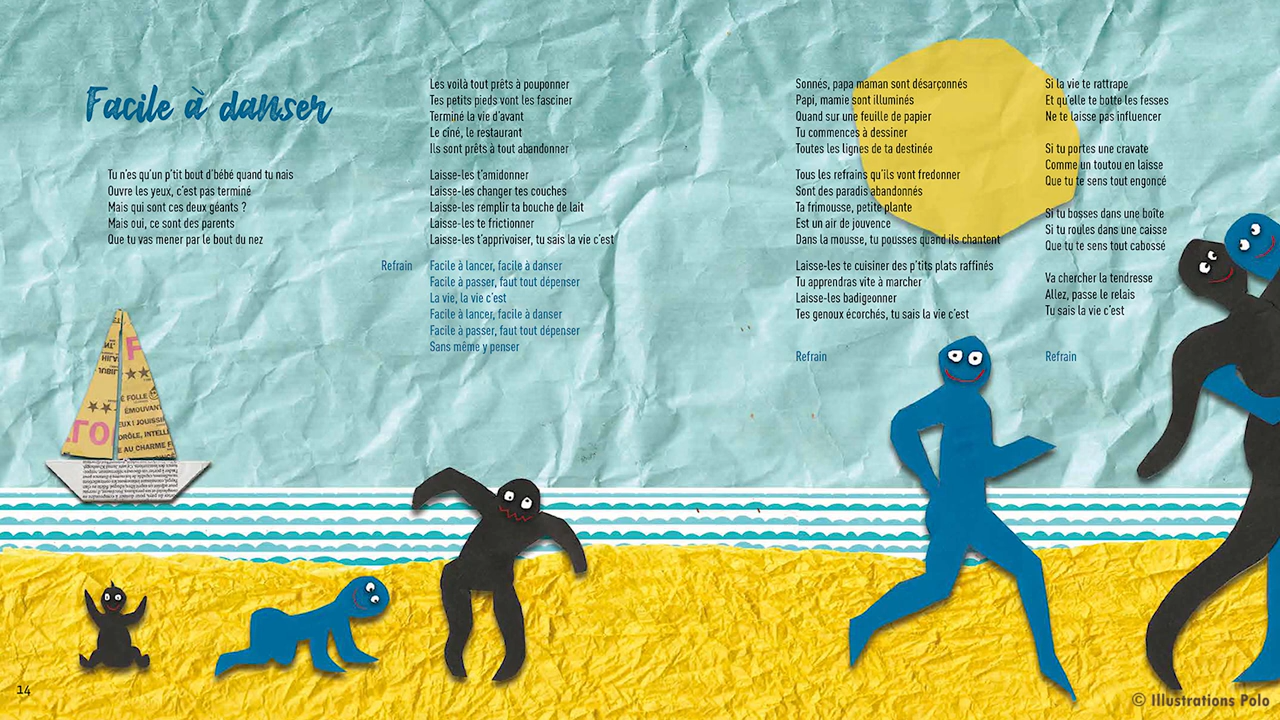 Facile à danser
Tu n'es qu'un p'tit bout d'bébé quand tu nais
Ouvre les yeux, c'est pas terminé
Mais qui sont ces deux géants ?
Mais oui, ce sont des parents
Que tu vas mener par le bout du nez
Les voilà tout prêts à pouponner
Tes petits pieds vont les fasciner
Terminé la vie d'avant
Le ciné, le restaurant
Ils sont prêts à tout abandonner
Laisse-les t'amidonner
Laisse-les changer tes couches
Laisse-les remplir ta bouche de lait
Laisse-les te frictionner
Laisse-les t'apprivoiser, tu sais la vie c'est
Refrain
Facile à lancer, facile à danser
Facile à passer, faut tout dépenser
La vie, la vie c'est
Facile à lancer, facile à danser
Facile à passer, faut tout dépenser
Sans même y penser
Sonnés, papa maman sont désarçonnés
Papi, mamie sont illuminés
Quand sur une feuille de papier
Tu commences à dessiner
Toutes les lignes de ta destinée
Tous les refrains qu'ils vont fredonner
Sont des paradis abandonnés
Ta frimousse, petite plante
Est un air de jouvence
Dans la mousse, tu pousses quand ils chantent
Laisse-les te cuisiner des p'tits plats raffinés
Tu apprendras vite à marcher
Laisse-les badigeonner
Tes genoux écorchés, tu sais la vie c'est
Refrain
Si la vie te rattrape
Et qu'elle te botte les fesses
Ne te laisse pas influencer
Si tu portes une cravate
Comme un toutou en laisse
Que tu te sens tout engoncé
Si tu bosses dans une boîte
Si tu roules dans une caisse
Que tu te sens tout cabossé
Va chercher la tendresse
Allez, passe le relais
Tu sais la vie c'est
Refrain
E FOLLE
ÉMOUVANT
EUX ! JOUISSI
DRÔLE, INTELL
E AU CHARME F
14
© Illustrations Polo